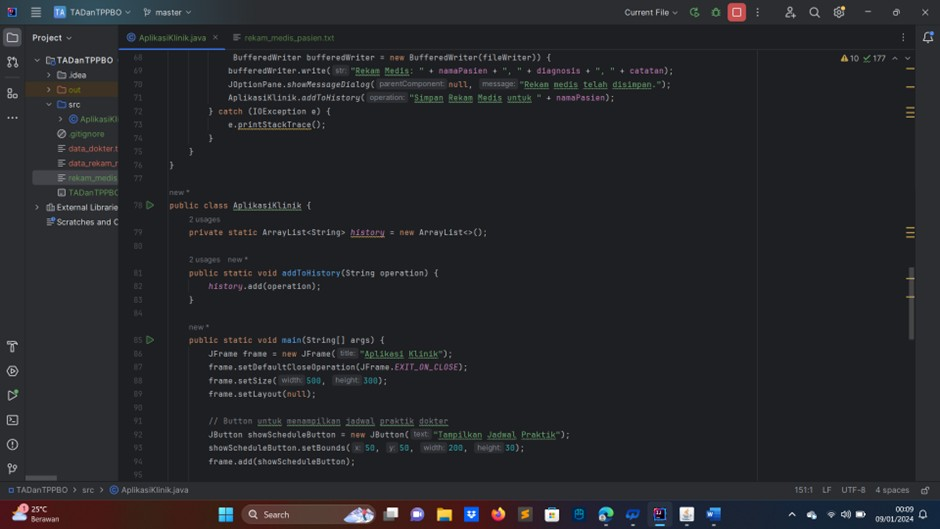 TA TADanTPPBO master Current File
Project AplikasiKlinik.java rekam_medis_pasien.txt
TADanTPPBO
.idea
out
src
AplikasiKl
.gitignore
data_dokter.t
data_rekam_r
rekam_medis
TADanTPPBO
External Librarie
Scratches and C
10 177
68 BufferedWriter bufferedWriter = new BufferedWriter(fileWriter)) {
69 bufferedWriter.write( str: "Rekam Medis: " + namaPasien + ", " + diagnosis + ", " + catatan);
70 JOptionPane.showMessageDialog( parentComponent: null, message: "Rekam medis telah disimpan.");
71 AplikasiKlinik.addToHistory( operation: "Simpan Rekam Medis untuk " + namaPasien);
72 } catch (IOException e) {
73 e.printStackTrace();
74 }
75 }
76 }
77
new *
78 public class AplikasiKlinik {
2 usages
79 private static ArrayList<String> history = new ArrayList<>();
80
2 usages new *
81 public static void addToHistory(String operation) {
82 history.add(operation);
83 }
84
new *
85 public static void main(String[] args) {
86 JFrame frame = new JFrame( title: "Aplikasi Klinik");
87 frame.setDefaultCloseOperation(JFrame.EXIT_ON_CLOSE);
88 frame.setSize( width: 500, height: 300);
89 frame.setLayout(null);
90
91 // Button untuk menampilkan jadwal praktik dokter
92 JButton showScheduleButton = new JButton( text: "Tampilkan Jadwal Praktik");
93 showScheduleButton.setBounds( x: 50, y: 50, width: 200, height: 30);
94 frame.add(showScheduleButton);
95
TADanTPPBO > src > AplikasiKlinik.java 151:1 LF UTF-8 4 spaces
25°C
Berawan
Search
00:09
09/01/2024